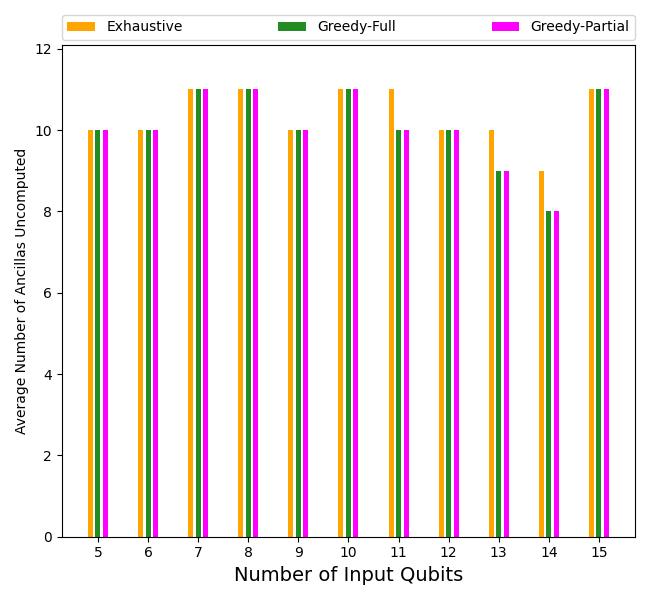 Exhaustive Greedy-Full Greedy-Partial
12
10
8
6
4
2
0
Average Number of Ancillas Uncomputed
5 6 7 8 9 10 11 12 13 14 15
Number of Input Qubits